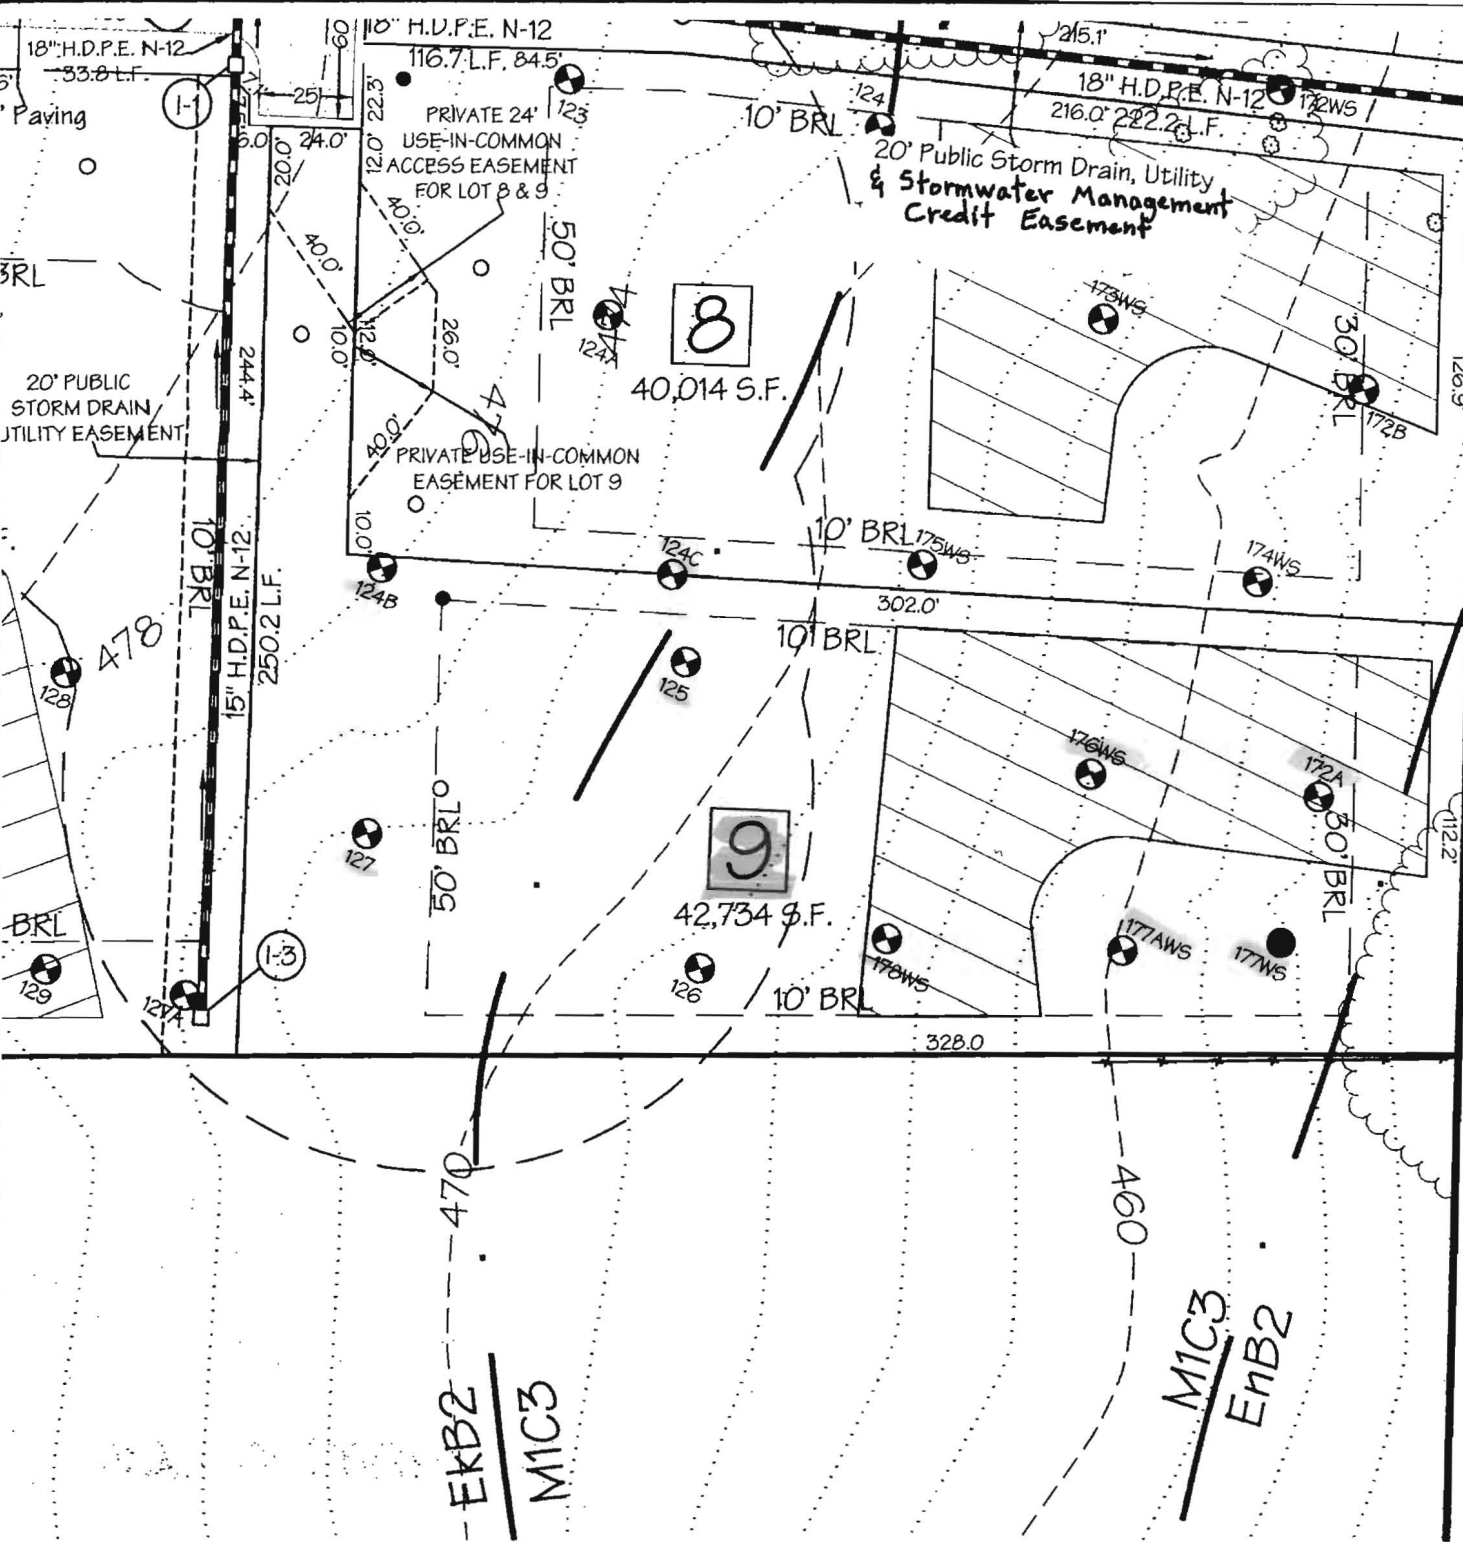 18" H.D.P.E. N-12
33.8 L.F.
I-1
Paving
60
25
6.0'
24.0'
20.0'
12.0'
22.3'
18" H.D.P.E. N-12
116.7 L.F.
84.5'
123
PRIVATE 24'
USE-IN-COMMON
ACCESS EASEMENT
FOR LOT 8 & 9
10' BRL
124
215.1'
18" H.D.P.E. N-12
172WS
216.0'
222.2 L.F.
20' Public Storm Drain, Utility
& Stormwater Management
Credit Easement
40.0'
40.0'
BRL
50' BRL
474
124A
8
40,014 S.F.
173WS
30' BRL
172B
126.9
10.0'
12.0'
26.0'
244.4'
20' PUBLIC
STORM DRAIN
UTILITY EASEMENT
476
40.0'
PRIVATE USE-IN-COMMON
EASEMENT FOR LOT 9
10.0'
10' BRL
15" H.D.P.E. N-12
250.2 L.F.
124B
124C
10' BRL
175WS
174WS
302.0'
10' BRL
478
128
125
176WS
172A
30' BRL
112.2'
127
50' BRL
9
42,734 S.F.
BRL
129
127A
I-3
126
10' BRL
178WS
177AWS
177WS
328.0
470
460
EkB2
M1C3
M1C3
EnB2